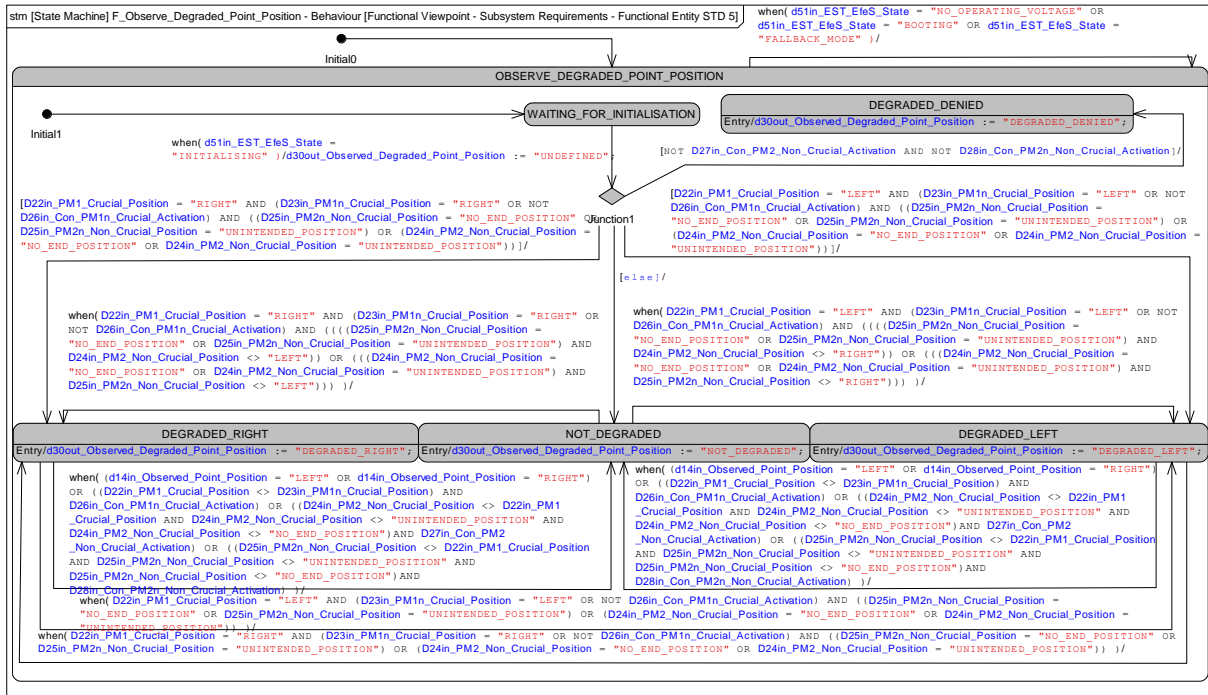 stm [State Machine] F_Observe_Degraded_Point_Position - Behaviour [Functional Viewpoint - Subsystem Requirements - Functional Entity STD 5]
when( d51in_EST_EfeS_State = "NO_OPERATING_VOLTAGE" OR
d51in_EST_EfeS_State = "BOOTING" OR d51in_EST_EfeS_State =
"FALLBACK_MODE" )/
Initial0
OBSERVE_DEGRADED_POINT_POSITION
Initial1
WAITING_FOR_INITIALISATION
DEGRADED_DENIED
Entry/d30out_Observed_Degraded_Point_Position := "DEGRADED_DENIED";
when( d51in_EST_EfeS_State =
"INITIALISING" )/d30out_Observed_Degraded_Point_Position := "UNDEFINED";
[NOT D27in_Con_PM2_Non_Crucial_Activation AND NOT D28in_Con_PM2n_Non_Crucial_Activation]/
Junction1
[D22in_PM1_Crucial_Position = "RIGHT" AND (D23in_PM1n_Crucial_Position = "RIGHT" OR NOT
D26in_Con_PM1n_Crucial_Activation) AND ((D25in_PM2n_Non_Crucial_Position = "NO_END_POSITION" OR
D25in_PM2n_Non_Crucial_Position = "UNINTENDED_POSITION") OR (D24in_PM2_Non_Crucial_Position =
"NO_END_POSITION" OR D24in_PM2_Non_Crucial_Position = "UNINTENDED_POSITION"))]/
[D22in_PM1_Crucial_Position = "LEFT" AND (D23in_PM1n_Crucial_Position = "LEFT" OR NOT
D26in_Con_PM1n_Crucial_Activation) AND ((D25in_PM2n_Non_Crucial_Position =
"NO_END_POSITION" OR D25in_PM2n_Non_Crucial_Position = "UNINTENDED_POSITION") OR
(D24in_PM2_Non_Crucial_Position = "NO_END_POSITION" OR D24in_PM2_Non_Crucial_Position =
"UNINTENDED_POSITION"))]/
[else]/
when( D22in_PM1_Crucial_Position = "RIGHT" AND (D23in_PM1n_Crucial_Position = "RIGHT" OR
NOT D26in_Con_PM1n_Crucial_Activation) AND ((((D25in_PM2n_Non_Crucial_Position =
"NO_END_POSITION" OR D25in_PM2n_Non_Crucial_Position = "UNINTENDED_POSITION") AND
D24in_PM2_Non_Crucial_Position <> "LEFT")) OR (((D24in_PM2_Non_Crucial_Position =
"NO_END_POSITION" OR D24in_PM2_Non_Crucial_Position = "UNINTENDED_POSITION") AND
D25in_PM2n_Non_Crucial_Position <> "LEFT"))) )/
when( D22in_PM1_Crucial_Position = "LEFT" AND (D23in_PM1n_Crucial_Position = "LEFT" OR NOT
D26in_Con_PM1n_Crucial_Activation) AND ((((D25in_PM2n_Non_Crucial_Position =
"NO_END_POSITION" OR D25in_PM2n_Non_Crucial_Position = "UNINTENDED_POSITION") AND
D24in_PM2_Non_Crucial_Position <> "RIGHT")) OR (((D24in_PM2_Non_Crucial_Position =
"NO_END_POSITION" OR D24in_PM2_Non_Crucial_Position = "UNINTENDED_POSITION") AND
D25in_PM2n_Non_Crucial_Position <> "RIGHT"))) )/
DEGRADED_RIGHT
Entry/d30out_Observed_Degraded_Point_Position := "DEGRADED_RIGHT";
NOT_DEGRADED
Entry/d30out_Observed_Degraded_Point_Position := "NOT_DEGRADED";
DEGRADED_LEFT
Entry/d30out_Observed_Degraded_Point_Position := "DEGRADED_LEFT";
when( (d14in_Observed_Point_Position = "LEFT" OR d14in_Observed_Point_Position = "RIGHT")
OR ((D22in_PM1_Crucial_Position <> D23in_PM1n_Crucial_Position) AND
D26in_Con_PM1n_Crucial_Activation) OR ((D24in_PM2_Non_Crucial_Position <> D22in_PM1
_Crucial_Position AND D24in_PM2_Non_Crucial_Position <> "UNINTENDED_POSITION" AND
D24in_PM2_Non_Crucial_Position <> "NO_END_POSITION")AND D27in_Con_PM2
_Non_Crucial_Activation) OR ((D25in_PM2n_Non_Crucial_Position <> D22in_PM1_Crucial_Position
AND D25in_PM2n_Non_Crucial_Position <> "UNINTENDED_POSITION" AND
D25in_PM2n_Non_Crucial_Position <> "NO_END_POSITION")AND
D28in_Con_PM2n_Non_Crucial_Activation) )/
when( (d14in_Observed_Point_Position = "LEFT" OR d14in_Observed_Point_Position = "RIGHT")
OR ((D22in_PM1_Crucial_Position <> D23in_PM1n_Crucial_Position) AND
D26in_Con_PM1n_Crucial_Activation) OR ((D24in_PM2_Non_Crucial_Position <> D22in_PM1
_Crucial_Position AND D24in_PM2_Non_Crucial_Position <> "UNINTENDED_POSITION" AND
D24in_PM2_Non_Crucial_Position <> "NO_END_POSITION")AND D27in_Con_PM2
_Non_Crucial_Activation) OR ((D25in_PM2n_Non_Crucial_Position <> D22in_PM1_Crucial_Position
AND D25in_PM2n_Non_Crucial_Position <> "UNINTENDED_POSITION" AND
D25in_PM2n_Non_Crucial_Position <> "NO_END_POSITION")AND
D28in_Con_PM2n_Non_Crucial_Activation) )/
when( D22in_PM1_Crucial_Position = "LEFT" AND (D23in_PM1n_Crucial_Position = "LEFT" OR NOT D26in_Con_PM1n_Crucial_Activation) AND ((D25in_PM2n_Non_Crucial_Position =
"NO_END_POSITION" OR D25in_PM2n_Non_Crucial_Position = "UNINTENDED_POSITION") OR (D24in_PM2_Non_Crucial_Position = "NO_END_POSITION" OR D24in_PM2_Non_Crucial_Position =
"UNINTENDED_POSITION")) )/
when( D22in_PM1_Crucial_Position = "RIGHT" AND (D23in_PM1n_Crucial_Position = "RIGHT" OR NOT D26in_Con_PM1n_Crucial_Activation) AND ((D25in_PM2n_Non_Crucial_Position = "NO_END_POSITION" OR
D25in_PM2n_Non_Crucial_Position = "UNINTENDED_POSITION") OR (D24in_PM2_Non_Crucial_Position = "NO_END_POSITION" OR D24in_PM2_Non_Crucial_Position = "UNINTENDED_POSITION")) )/